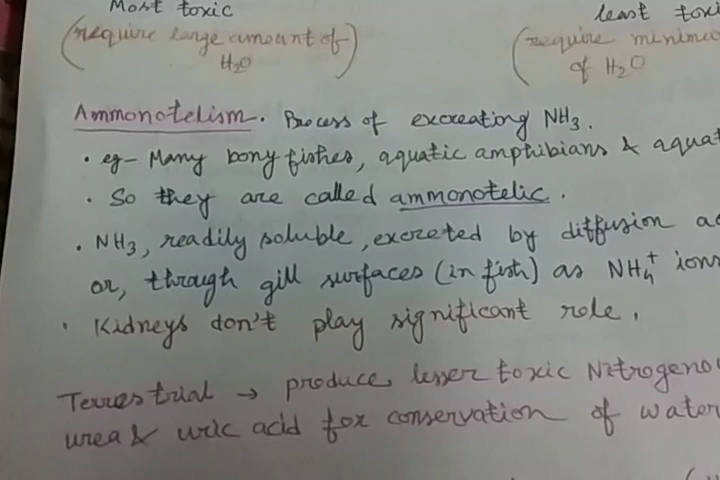 Most toxic
least toxi
(require large amount of
H2O)
(require minimu
of H2O
Ammonotelism. Process of excreating NH3.
• eg- Many bony fishes, aquatic amphibians & aquat
• So they are called ammonotelic.
• NH3, readily soluble, excreted by diffusion ac
or, through gill surfaces (in fish) as NH4+ ions
• Kidneys don't play significant role.
Terrestrial → produce lesser toxic Nitrogeno
urea & uric acid for conservation of water